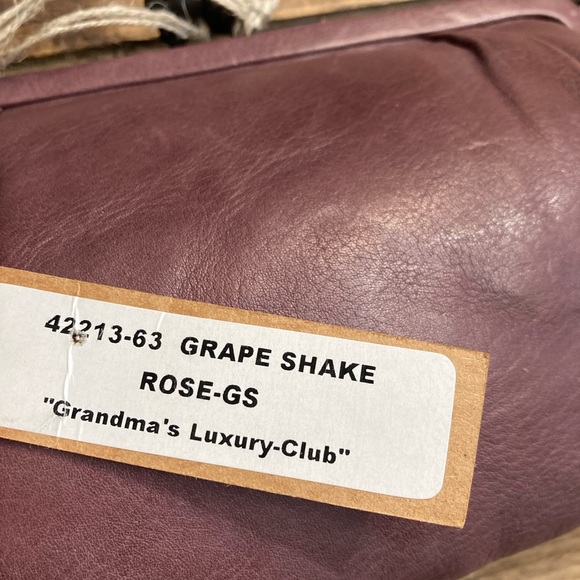 42213-63 GRAPE SHAKE
ROSE-GS
"Grandma's Luxury-Club"